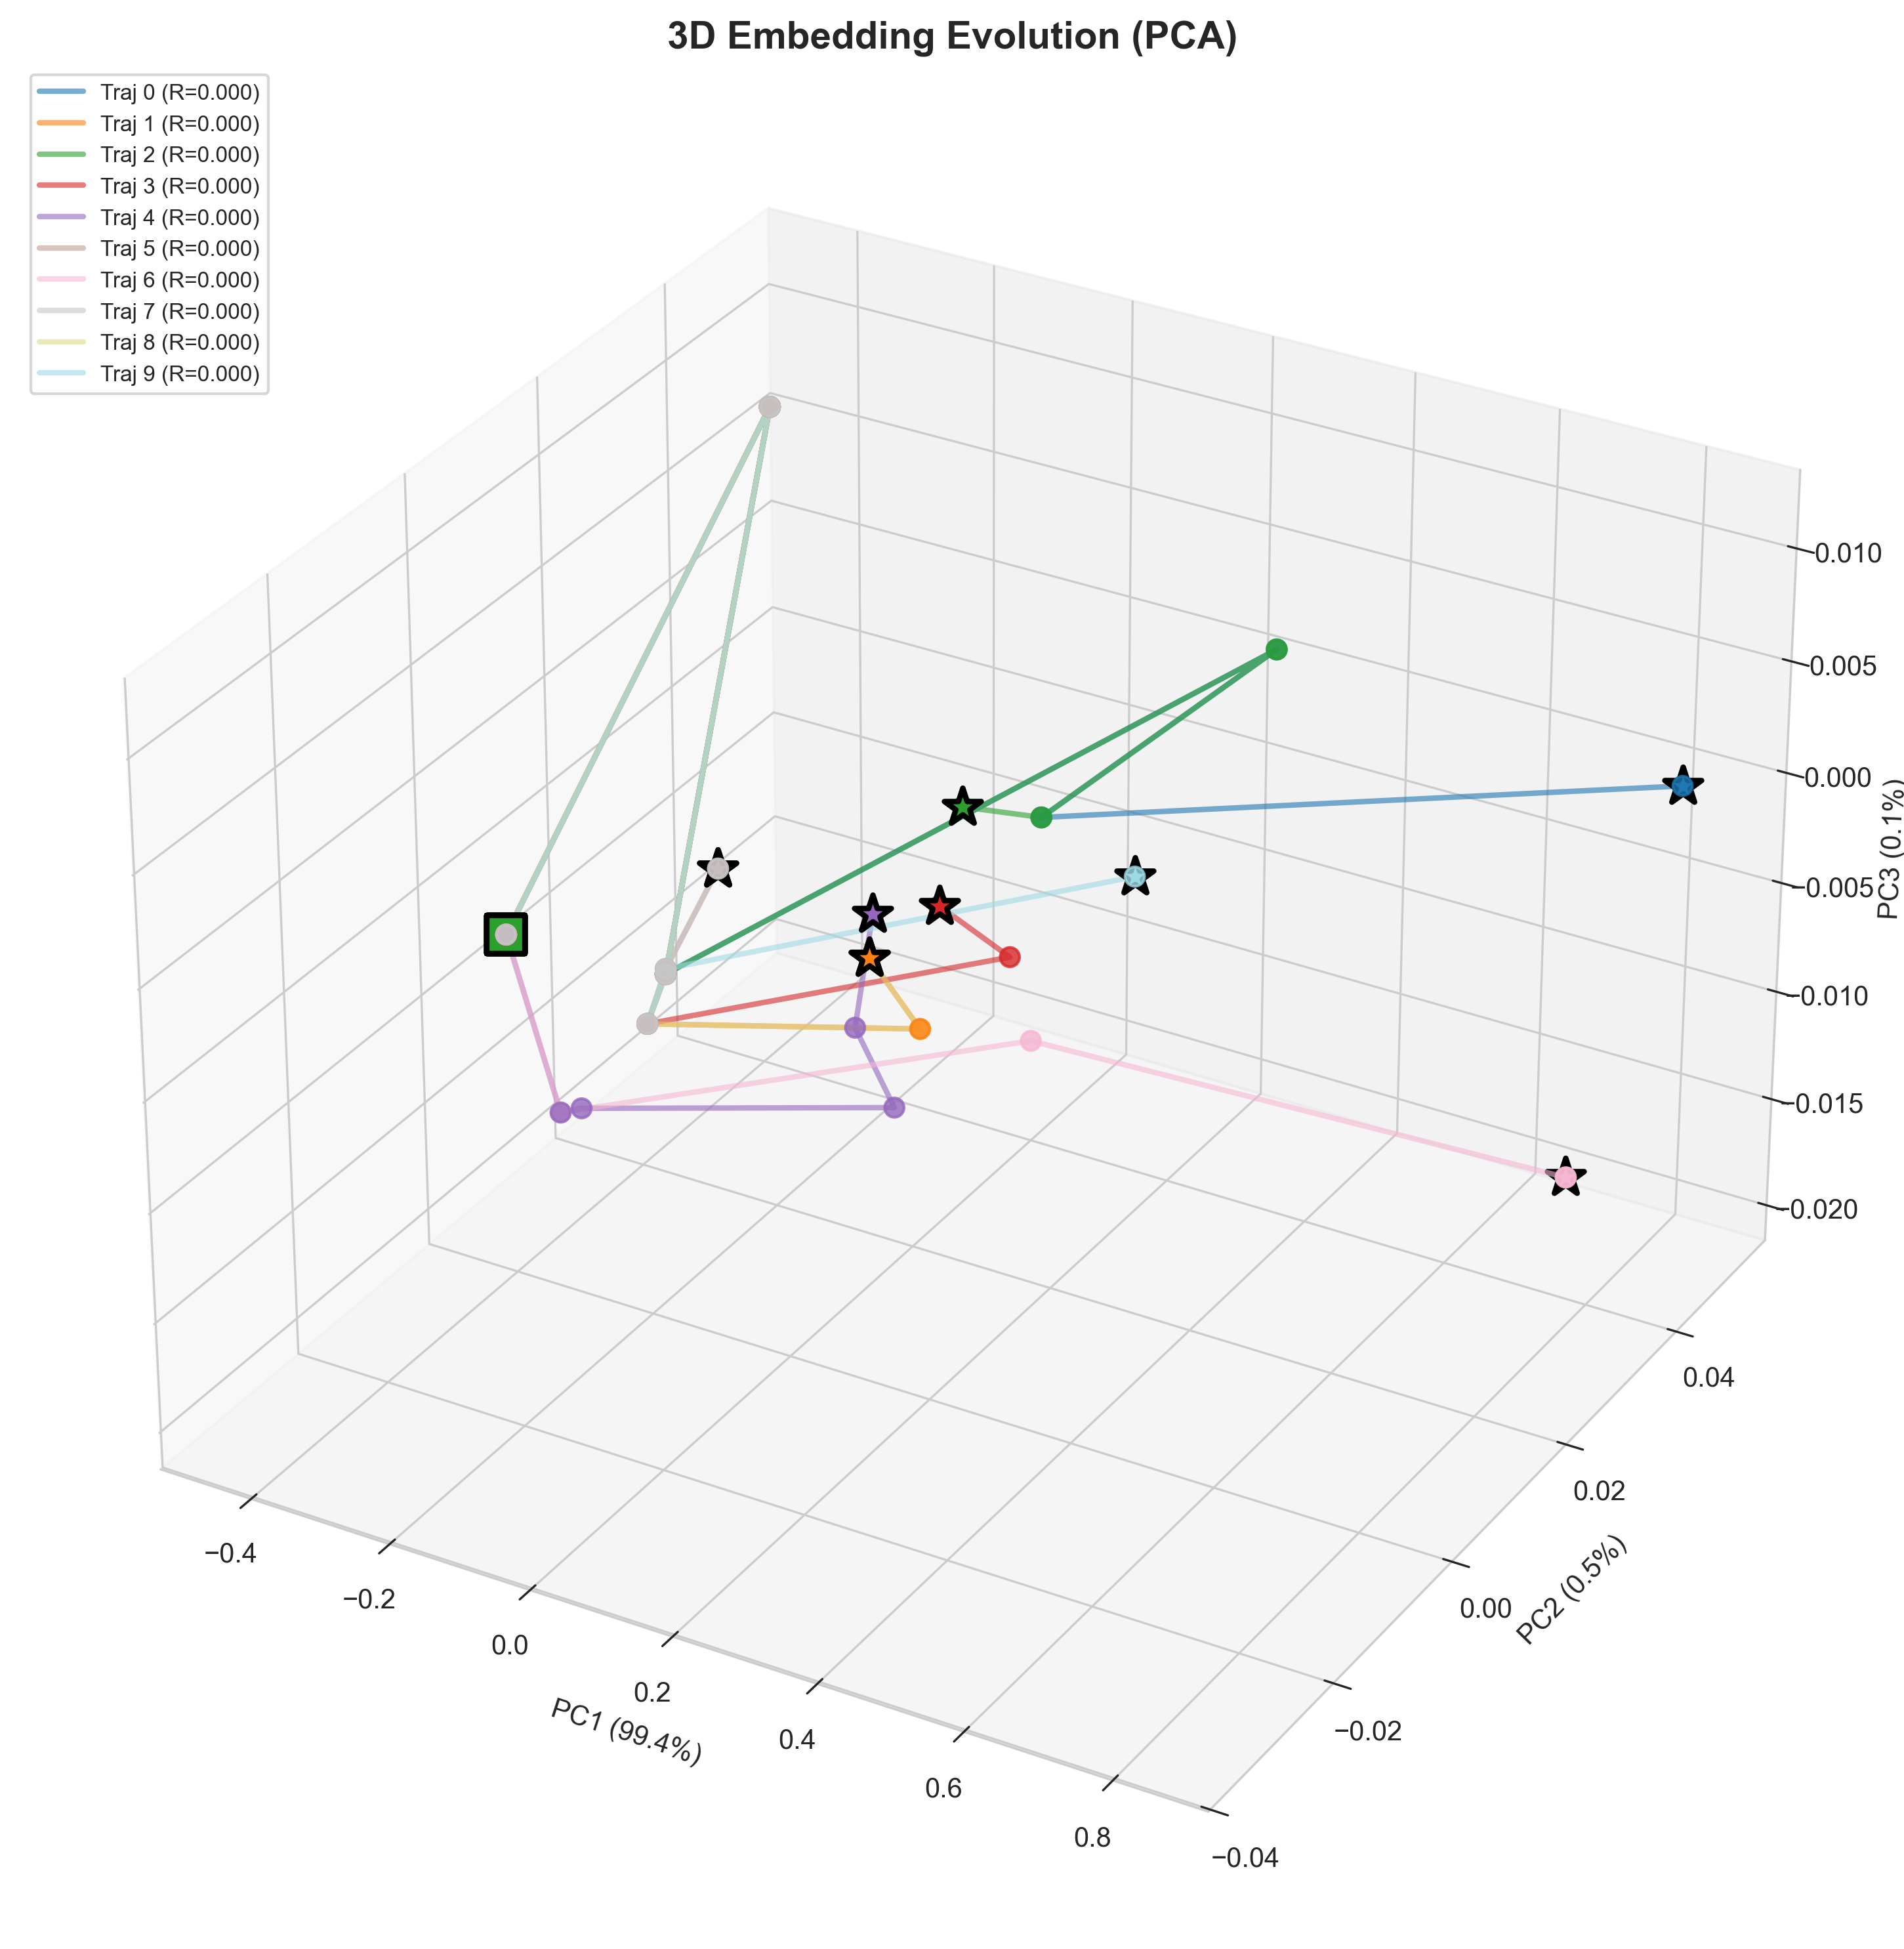 3D Embedding Evolution (PCA)
Traj 0 (R=0.000)
Traj 1 (R=0.000)
Traj 2 (R=0.000)
Traj 3 (R=0.000)
Traj 4 (R=0.000)
Traj 5 (R=0.000)
Traj 6 (R=0.000)
Traj 7 (R=0.000)
Traj 8 (R=0.000)
Traj 9 (R=0.000)
0.010
0.005
0.000
−0.005
−0.010
−0.015
−0.020
PC3 (0.1%)
0.04
0.02
0.00
−0.02
−0.04
PC2 (0.5%)
−0.4
−0.2
0.0
0.2
0.4
0.6
0.8
PC1 (99.4%)